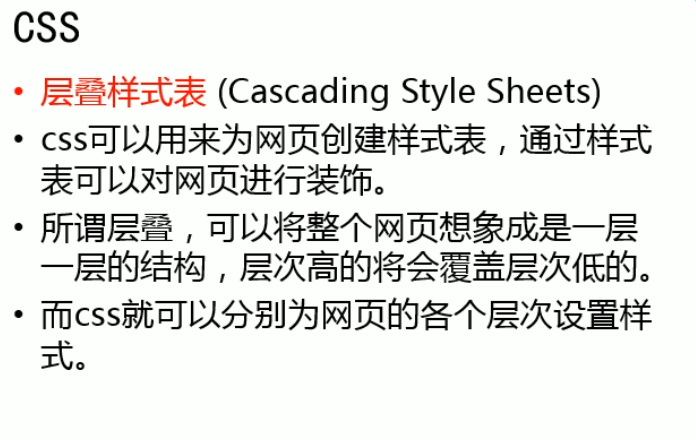 CSS
• 层叠样式表 (Cascading Style Sheets)
• css可以用来为网页创建样式表，通过样式
表可以对网页进行装饰。
• 所谓层叠，可以将整个网页想象成是一层
一层的结构，层次高的将会覆盖层次低的。
• 而css就可以分别为网页的各个层次设置样
式。